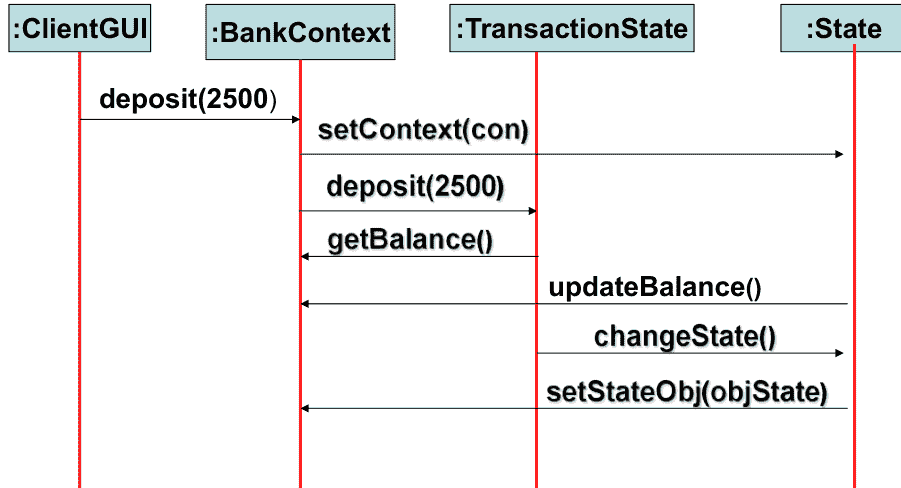 :ClientGUI
:BankContext
:TransactionState
:State
deposit(2500)
setContext(con)
deposit(2500)
getBalance()
updateBalance()
changeState()
setStateObj(objState)